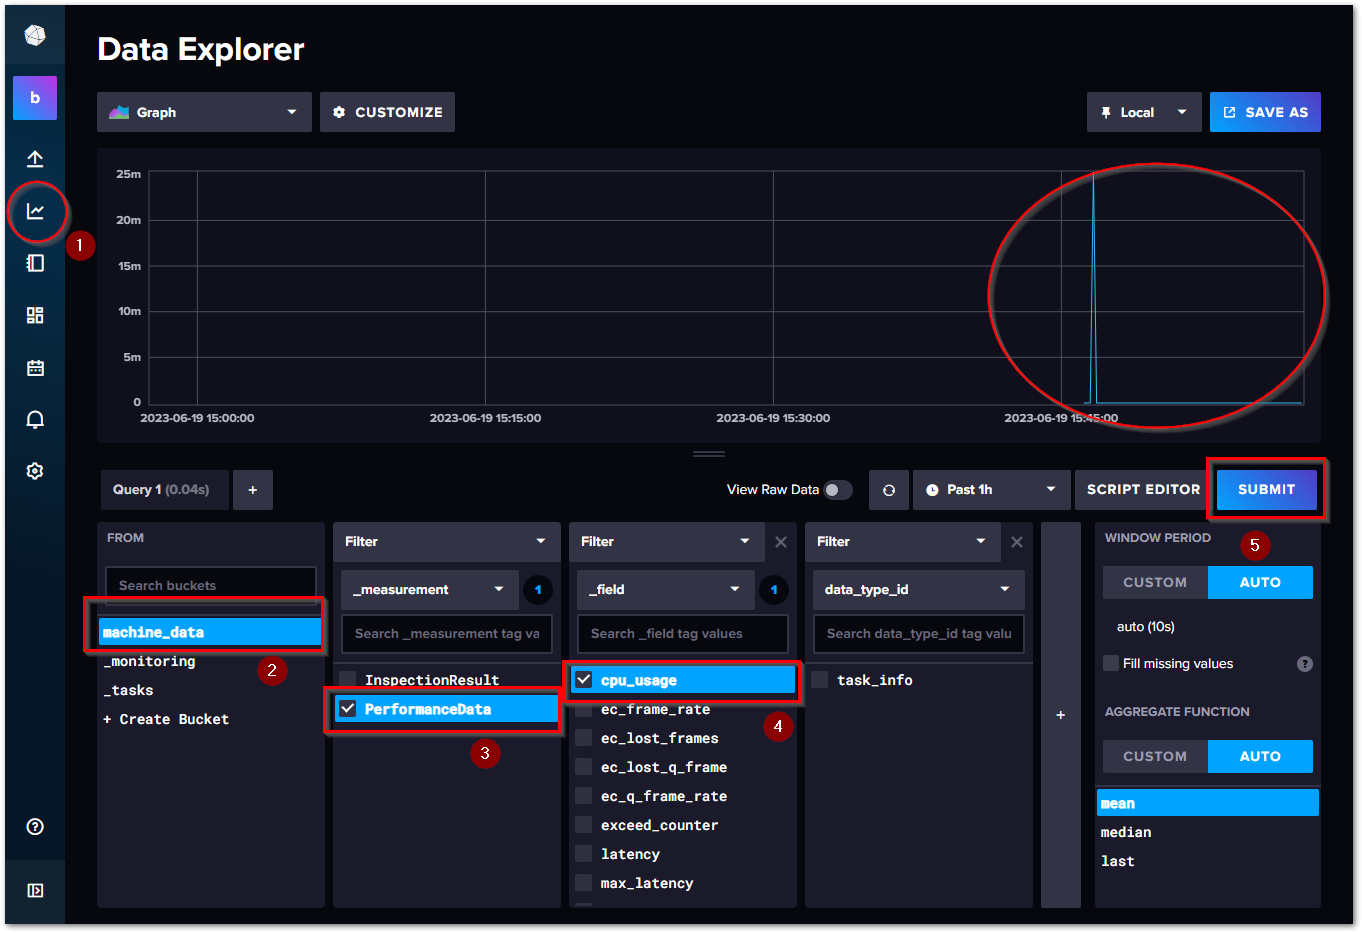 Data Explorer
b
Graph
CUSTOMIZE
Local
SAVE AS
1
25m
20m
15m
10m
5m
0
2023-06-19 15:00:00
2023-06-19 15:15:00
2023-06-19 15:30:00
2023-06-19 15:45:00
Query 1 (0.04s)
+
View Raw Data
Past 1h
SCRIPT EDITOR
SUBMIT
5
FROM
Search buckets
machine_data
_monitoring
2
_tasks
+ Create Bucket
Filter
_measurement
1
Search _measurement tag va
InspectionResult
PerformanceData
3
Filter
_field
1
Search _field tag values
cpu_usage
ec_frame_rate
4
ec_lost_frames
ec_lost_q_frame
ec_q_frame_rate
exceed_counter
latency
max_latency
Filter
data_type_id
Search data_type_id tag valu
task_info
+
WINDOW PERIOD
CUSTOM
AUTO
auto (10s)
Fill missing values
?
AGGREGATE FUNCTION
CUSTOM
AUTO
mean
median
last
?